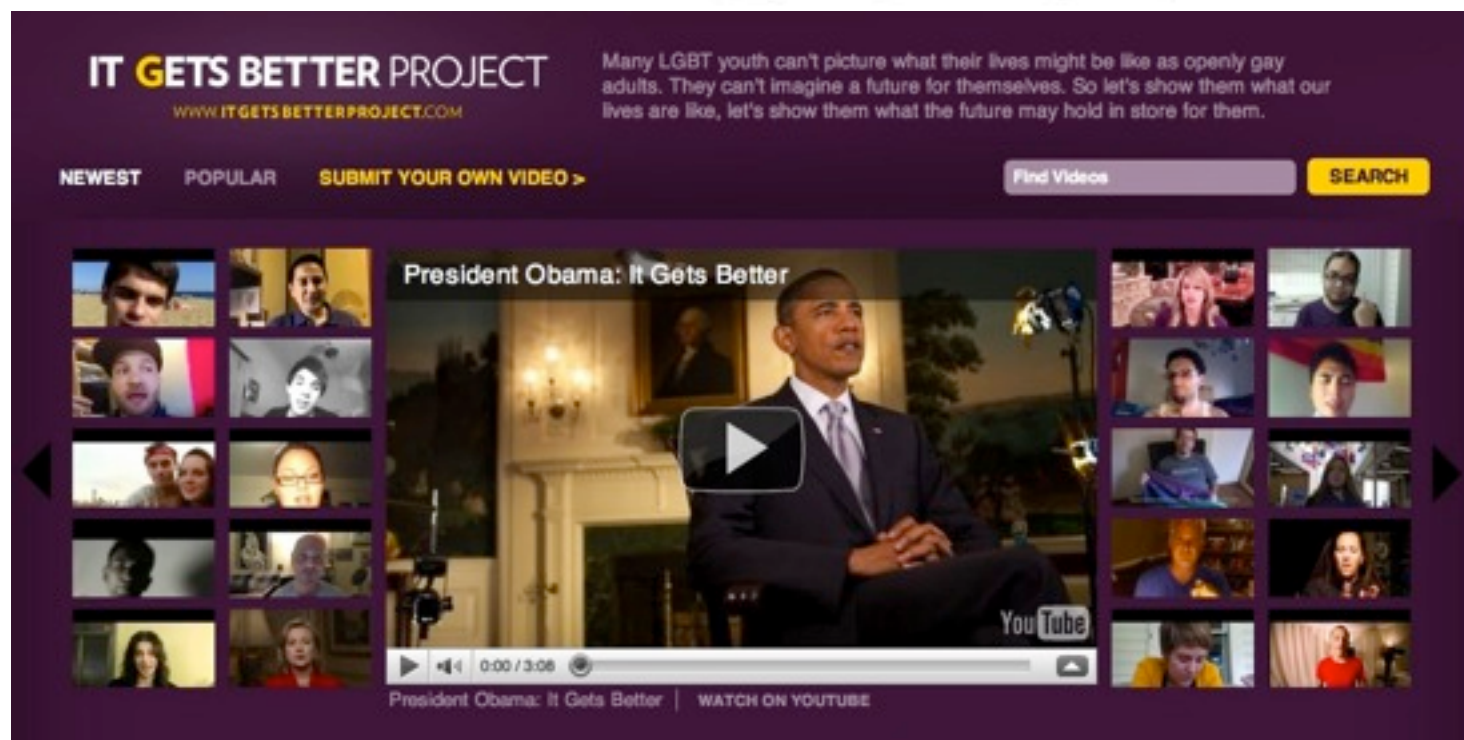 IT GETS BETTER PROJECT
WWW.ITGETSBETTERPROJECT.COM
Many LGBT youth can't picture what their lives might be like as openly gay
adults. They can't imagine a future for themselves. So let's show them what our
lives are like, let's show them what the future may hold in store for them.
NEWEST POPULAR SUBMIT YOUR OWN VIDEO >
Find Videos SEARCH
President Obama: It Gets Better
YouTube
0:00 / 3:08
President Obama: It Gets Better | WATCH ON YOUTUBE